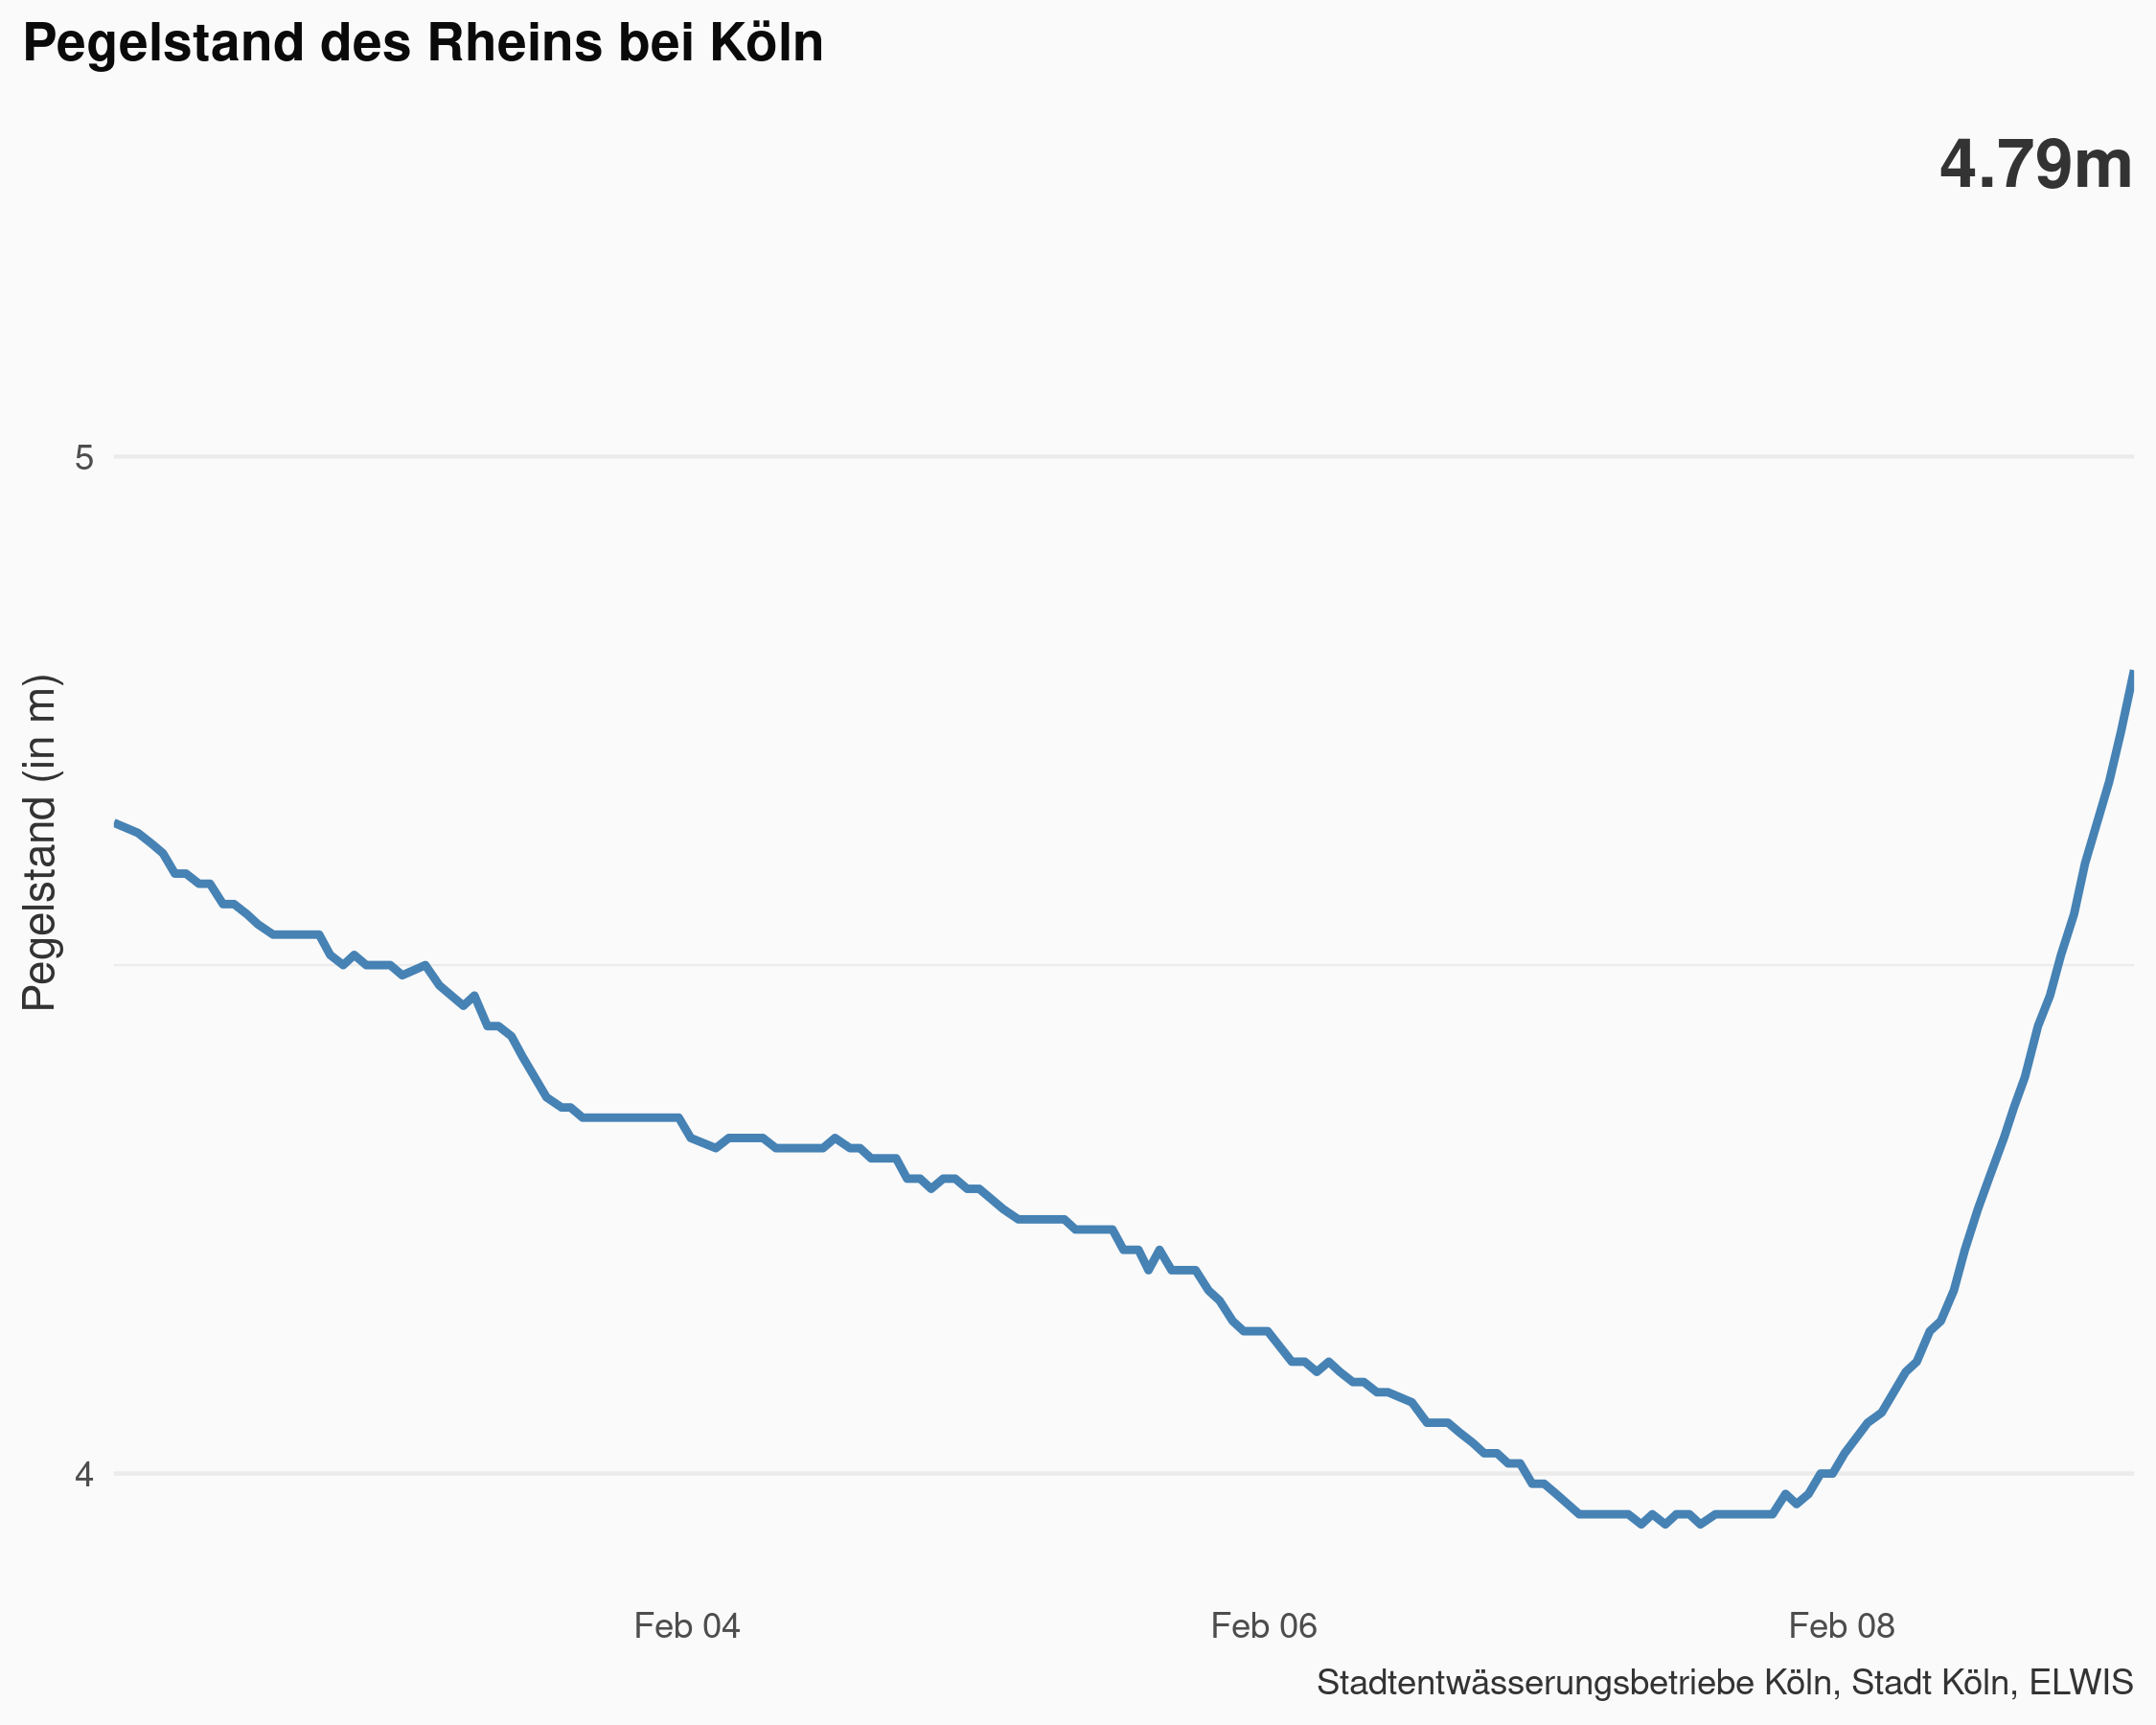 Pegelstand des Rheins bei Köln
4.79m
Pegelstand (in m)
5
4
Feb 04
Feb 06
Feb 08
Stadtentwässerungsbetriebe Köln, Stadt Köln, ELWIS